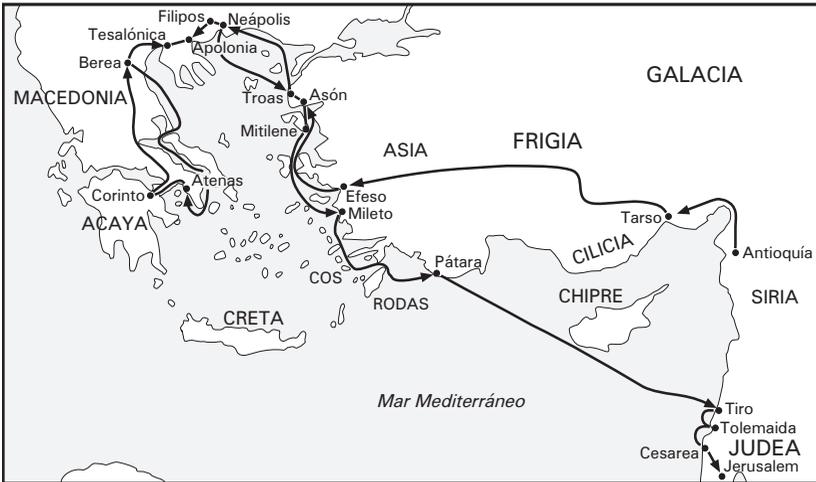 Filipos
Neápolis
Tesalónica
Apolonia
Berea
GALACIA
MACEDONIA
Troas
Asón
Mitilene
ASIA
FRIGIA
Atenas
Corinto
Efeso
Mileto
Tarso
ACAYA
CILICIA
Antioquía
Pátara
COS
RODAS
CHIPRE
SIRIA
CRETA
Mar Mediterráneo
Tiro
Tolemaida
Cesarea
JUDEA
Jerusalem